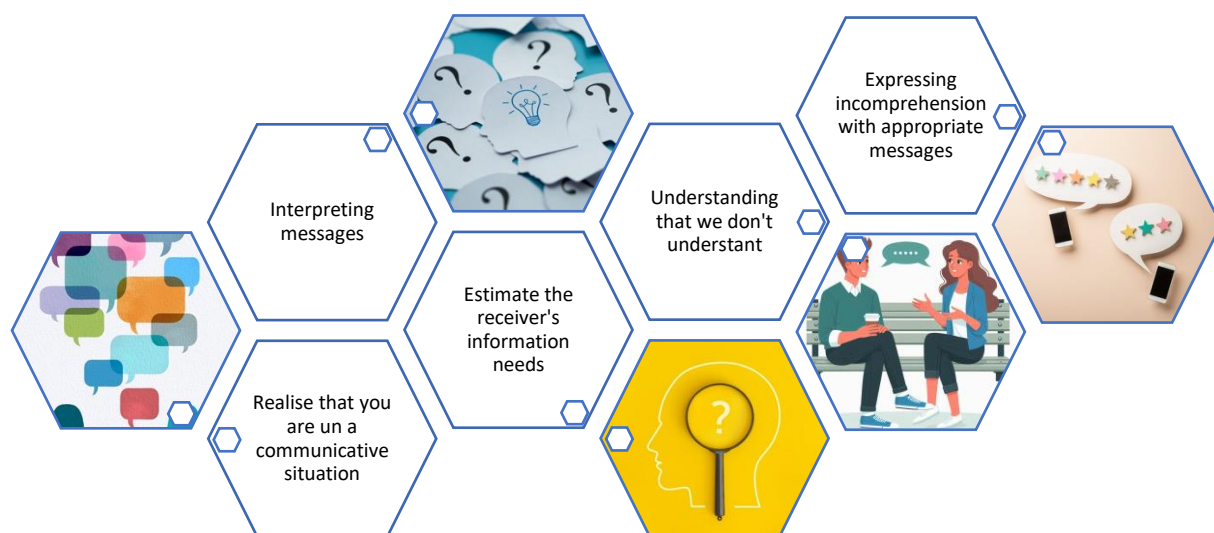 Interpreting
messages
Realise that you
are un a
communicative
situation
Estimate the
receiver's
information
needs
Understanding
that we don't
understant
Expressing
incomprehension
with appropriate
messages
?
?
?
?
?
?
?